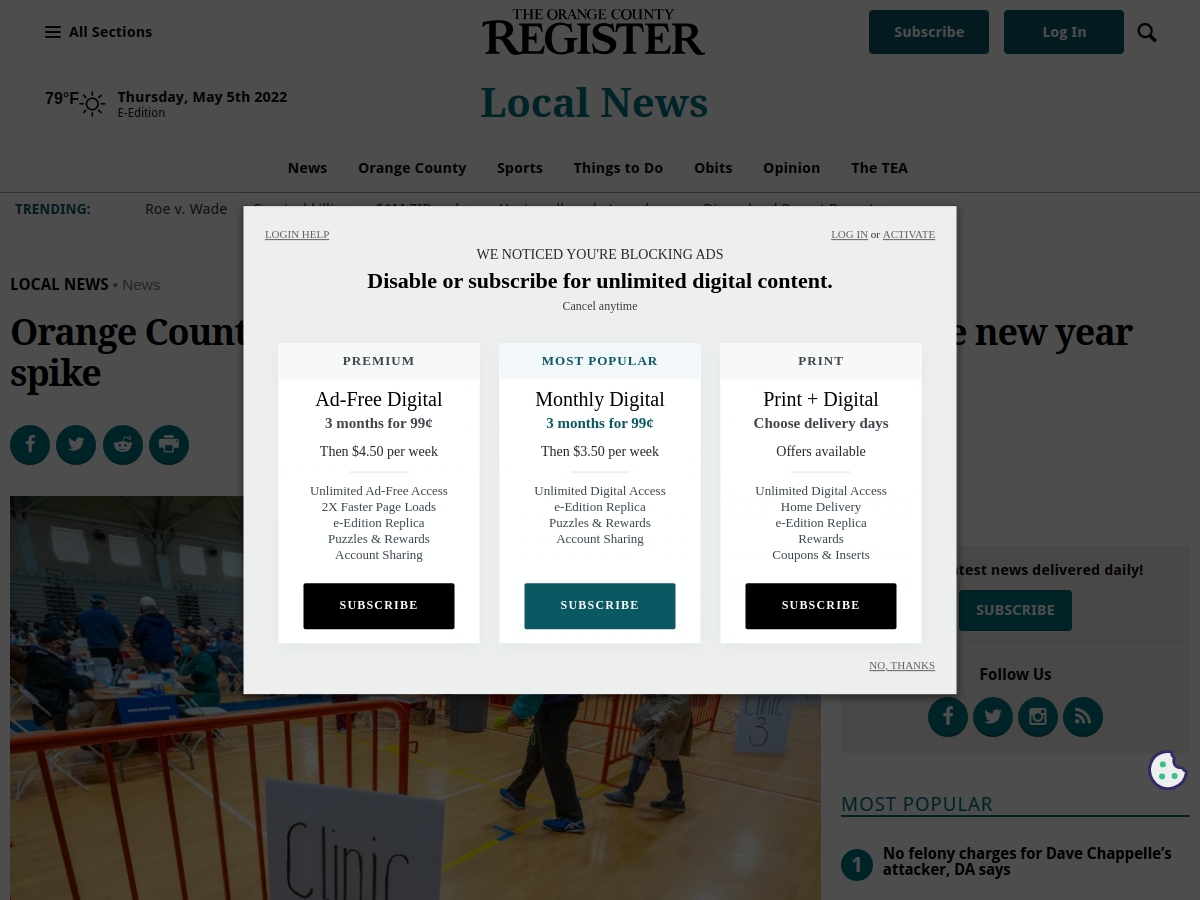 All Sections
THE ORANGE COUNTY
REGISTER
Subscribe
Log In
79°F
Thursday, May 5th 2022
E-Edition
Local News
News
Orange County
Sports
Things to Do
Obits
Opinion
The TEA
TRENDING:
Roe v. Wade
LOGIN HELP
LOG IN or ACTIVATE
WE NOTICED YOU'RE BLOCKING ADS
Disable or subscribe for unlimited digital content.
Cancel anytime
PREMIUM
Ad-Free Digital
3 months for 99¢
Then $4.50 per week
Unlimited Ad-Free Access
2X Faster Page Loads
e-Edition Replica
Puzzles & Rewards
Account Sharing
SUBSCRIBE
MOST POPULAR
Monthly Digital
3 months for 99¢
Then $3.50 per week
Unlimited Digital Access
e-Edition Replica
Puzzles & Rewards
Account Sharing
SUBSCRIBE
PRINT
Print + Digital
Choose delivery days
Offers available
Unlimited Digital Access
Home Delivery
e-Edition Replica
Rewards
Coupons & Inserts
SUBSCRIBE
NO, THANKS
LOCAL NEWS • News
Orange new year
spike
news delivered daily!
SUBSCRIBE
Follow Us
Clinic
3
Clinic
MOST POPULAR
1
No felony charges for Dave Chappelle’s
attacker, DA says